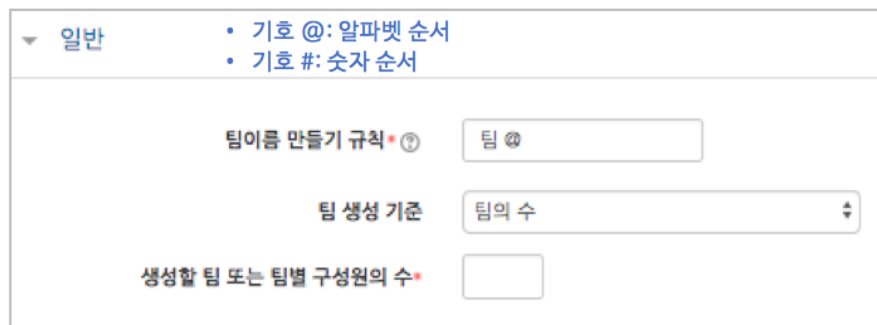 일반
• 기호 @: 알파벳 순서
• 기호 #: 숫자 순서
팀이름 만들기 규칙* ?
팀 @
팀 생성 기준
팀의 수
생성할 팀 또는 팀별 구성원의 수*